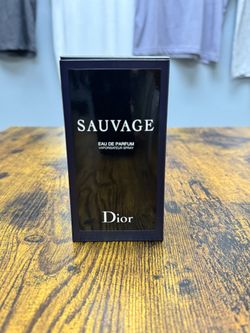 SAUVAGE
EAU DE PARFUM
VAPORISATEUR SPRAY
Dior